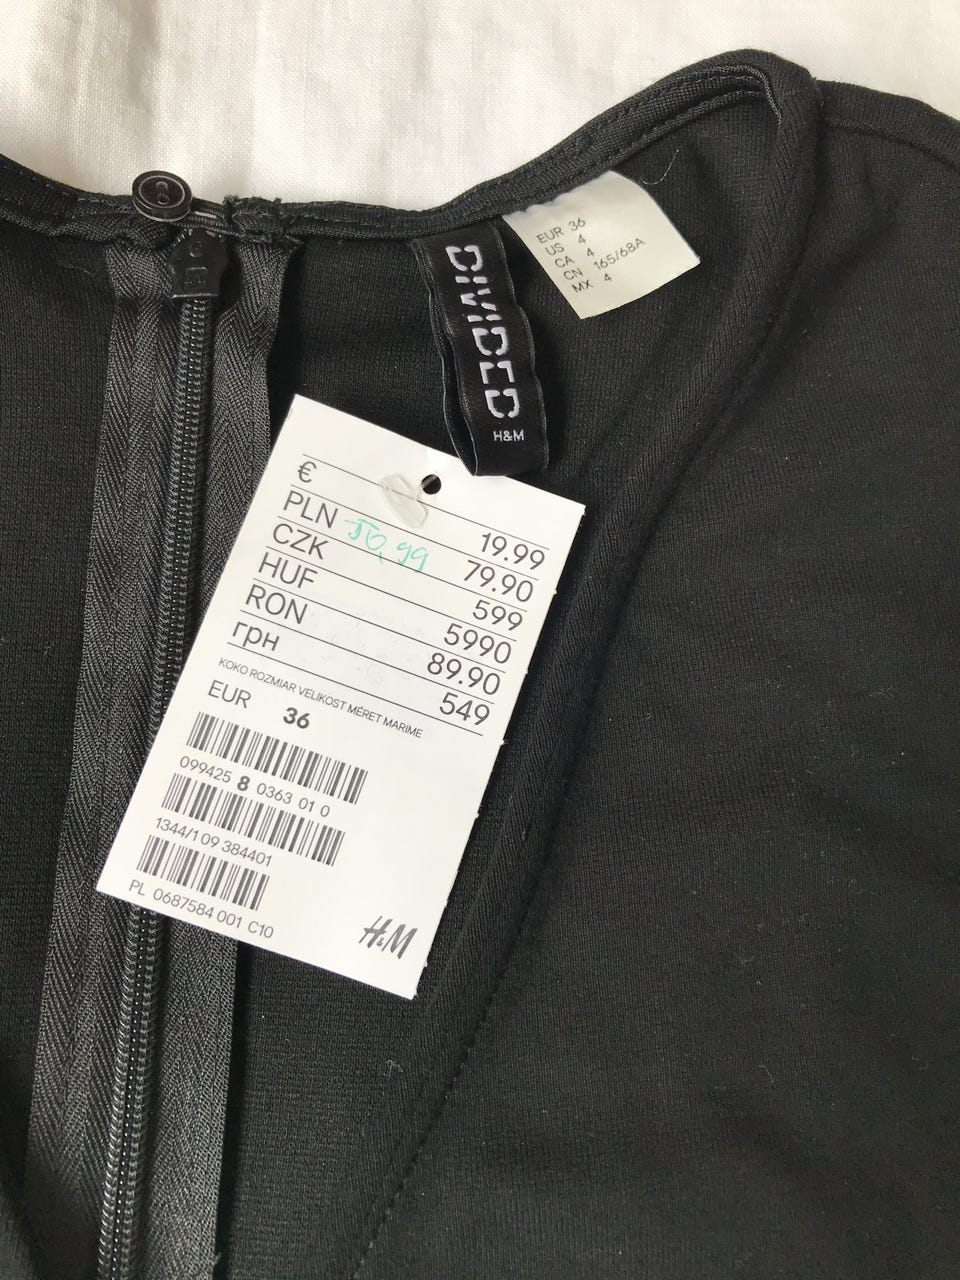 EUR 36
US 4
CA 4
CN 165/68A
MX 4
DIVIDED
H&M
€ 19.99
PLN 79.90
CZK 599
HUF 5990
RON 89.90
грн 549
KOKO ROZMIAR VELIKOST MÉRET MARIME
EUR 36
099425 8 0363 01 0
1344/1 09 384401
PL 0687584 001 C10
H&M